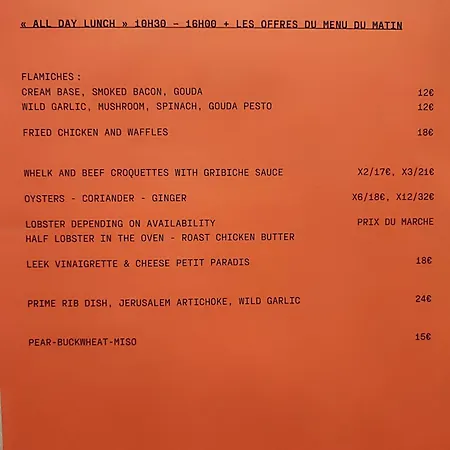 « ALL DAY LUNCH » 10H30 – 16H00 + LES OFFRES DU MENU DU MATIN
FLAMICHES :
CREAM BASE, SMOKED BACON, GOUDA 12€
WILD GARLIC, MUSHROOM, SPINACH, GOUDA PESTO 12€
FRIED CHICKEN AND WAFFLES 18€
WHELK AND BEEF CROQUETTES WITH GRIBICHE SAUCE X2/17€, X3/21€
OYSTERS - CORIANDER - GINGER X6/18€, X12/32€
LOBSTER DEPENDING ON AVAILABILITY PRIX DU MARCHE
HALF LOBSTER IN THE OVEN - ROAST CHICKEN BUTTER
LEEK VINAIGRETTE & CHEESE PETIT PARADIS 18€
PRIME RIB DISH, JERUSALEM ARTICHOKE, WILD GARLIC 24€
PEAR-BUCKWHEAT-MISO 15€